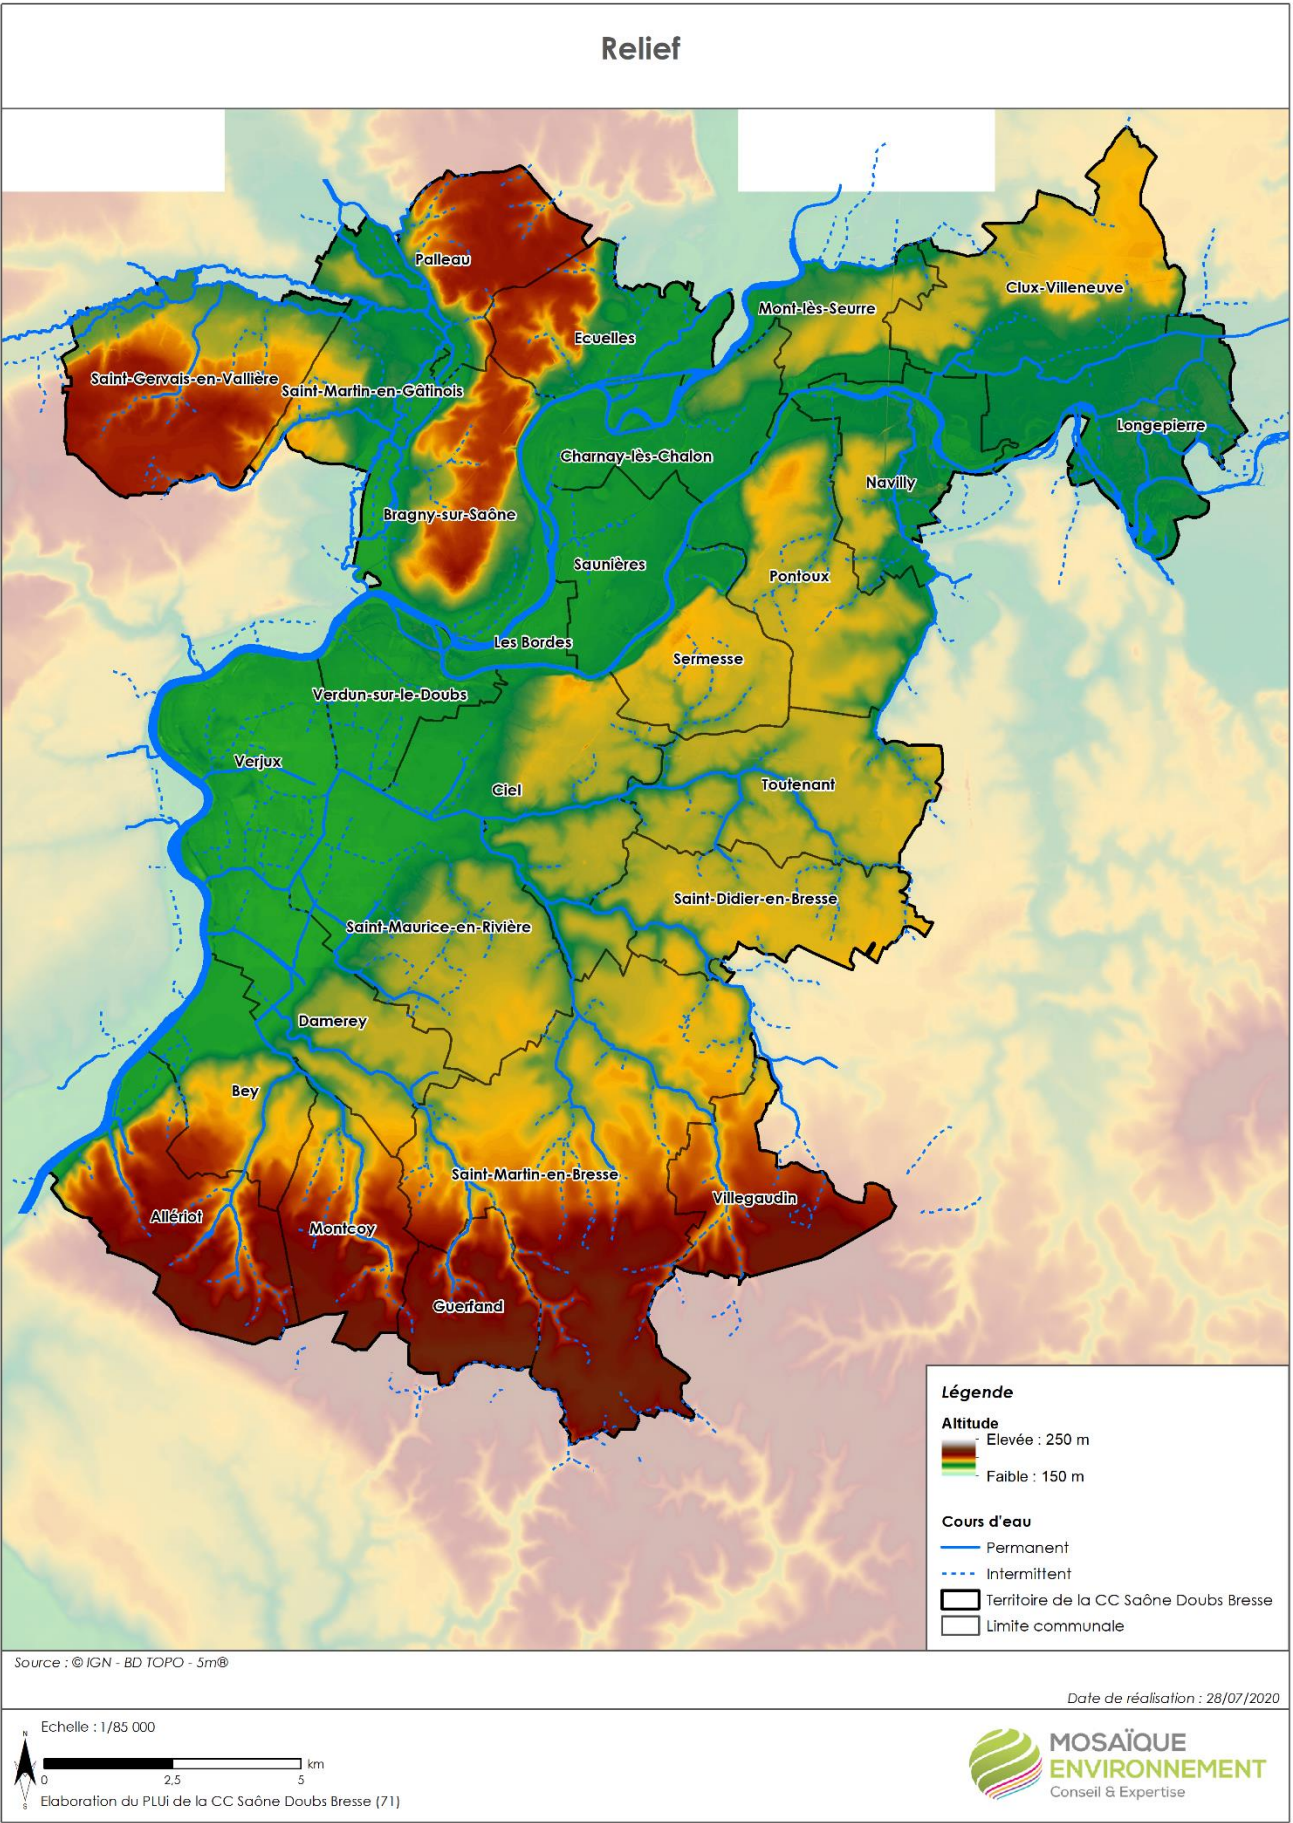 Relief
Palleau
Clux-Villeneuve
Mont-lès-Seurre
Ecuelles
Saint-Gervais-en-Vallière
Saint-Martin-en-Gâtinois
Longepierre
Charnay-lès-Chalon
Navilly
Bragny-sur-Saône
Saunières
Pontoux
Les Bordes
Sermesse
Verdun-sur-le-Doubs
Verjux
Ciel
Toutenant
Saint-Didier-en-Bresse
Saint-Maurice-en-Rivière
Damerey
Bey
Saint-Martin-en-Bresse
Villegaudin
Allériot
Montcoy
Guerfand
Légende
Altitude
Elevée : 250 m
Faible : 150 m
Cours d'eau
Permanent
Intermittent
Territoire de la CC Saône Doubs Bresse
Limite communale
Source : © IGN - BD TOPO - 5m®
Date de réalisation : 28/07/2020
Echelle : 1/85 000
N
km
0 2,5 5
S
Elaboration du PLUi de la CC Saône Doubs Bresse (71)
MOSAÏQUE
ENVIRONNEMENT
Conseil & Expertise